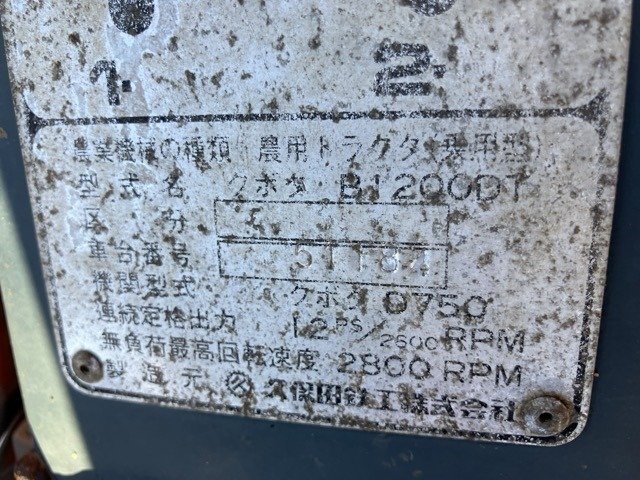 1 2
農業機械の種類 農用トラクタ(乗用型)
型式名 クボタ B1200DT
区分
車台番号 51184
機関型式 クボタ D750
連続定格出力 12PS/2600RPM
無負荷最高回転速度 2800RPM
製造元 久保田鉄工株式会社